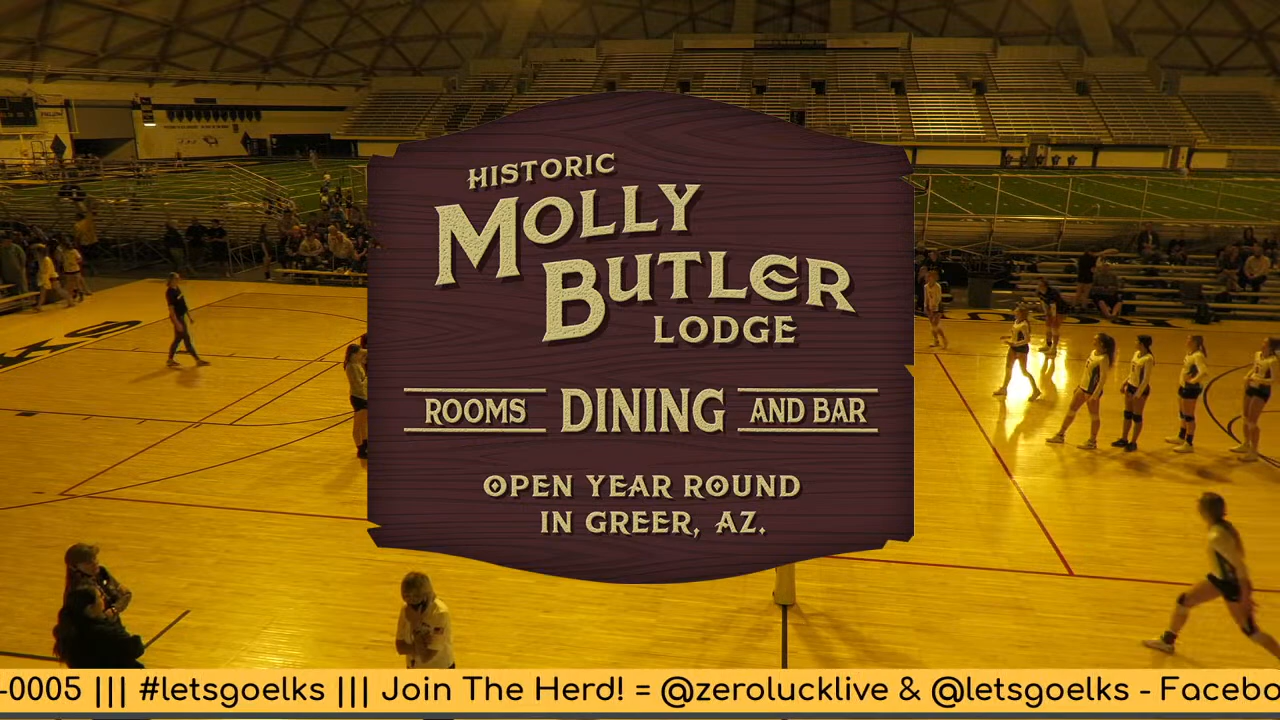 HISTORIC
MOLLY
BUTLER
LODGE
ROOMS DINING AND BAR
OPEN YEAR ROUND
IN GREER, AZ.
KS
-0005 ||| #letsgoelks ||| Join The Herd! = @zerolucklive & @letsgoelks - Facebo